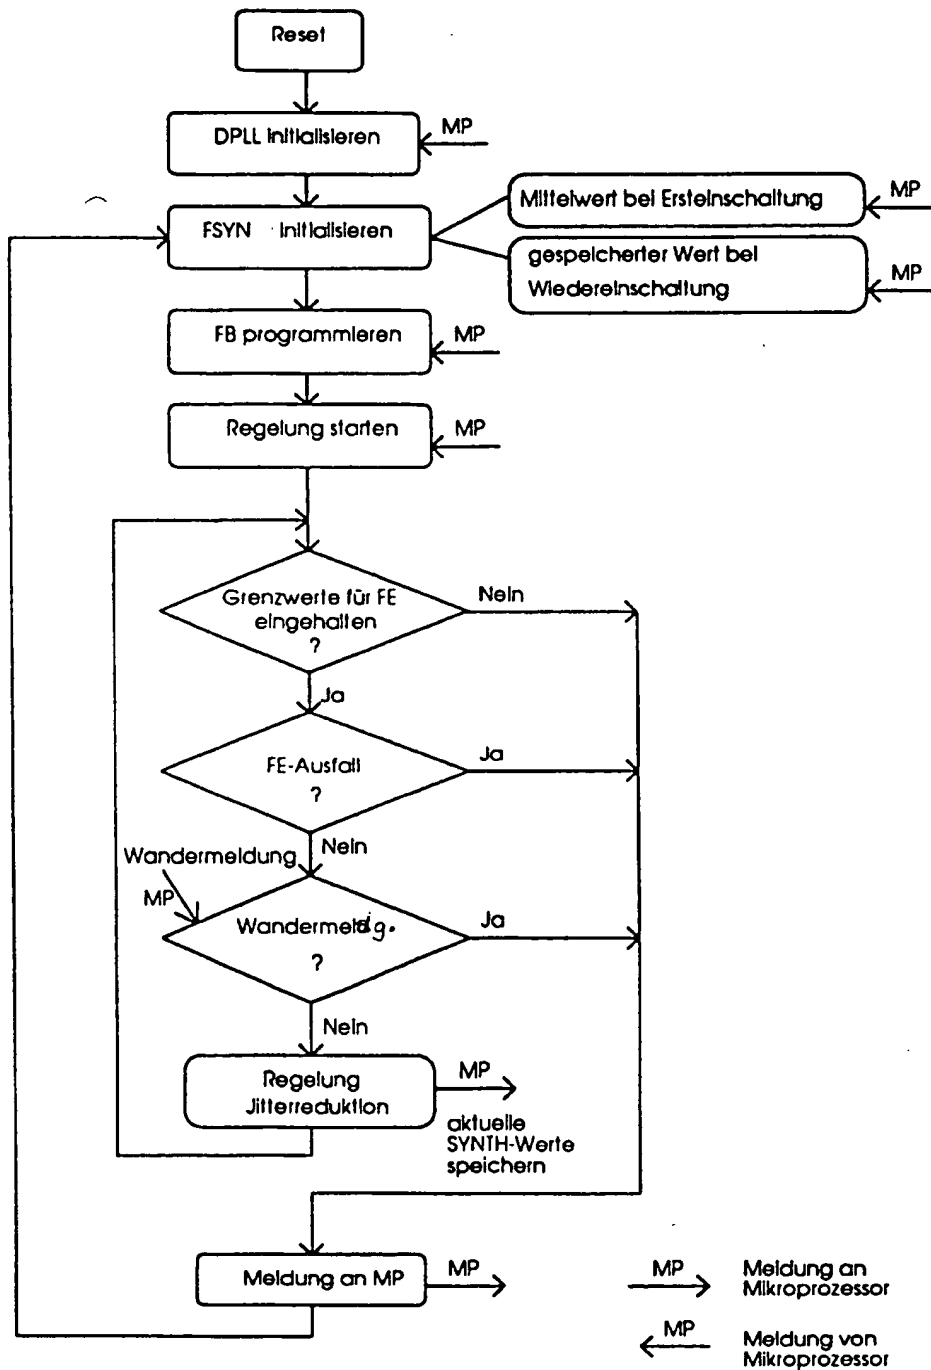 Reset
DPLL initialisieren
MP
FSYN initialisieren
Mittelwert bei Ersteinschaltung
MP
gespeicherter Wert bei
Wiedereinschaltung
MP
FB programmieren
MP
Regelung starten
MP
Grenzwerte für FE
eingehalten
?
Nein
Ja
FE-Ausfall
?
Ja
Nein
Wandermeldung
MP
Wandermeldg.
?
Ja
Nein
Regelung
Jitterreduktion
MP
aktuelle
SYNTH-Werte
speichern
Meldung an MP
MP
MP
Meldung an
Mikroprozessor
MP
Meldung von
Mikroprozessor